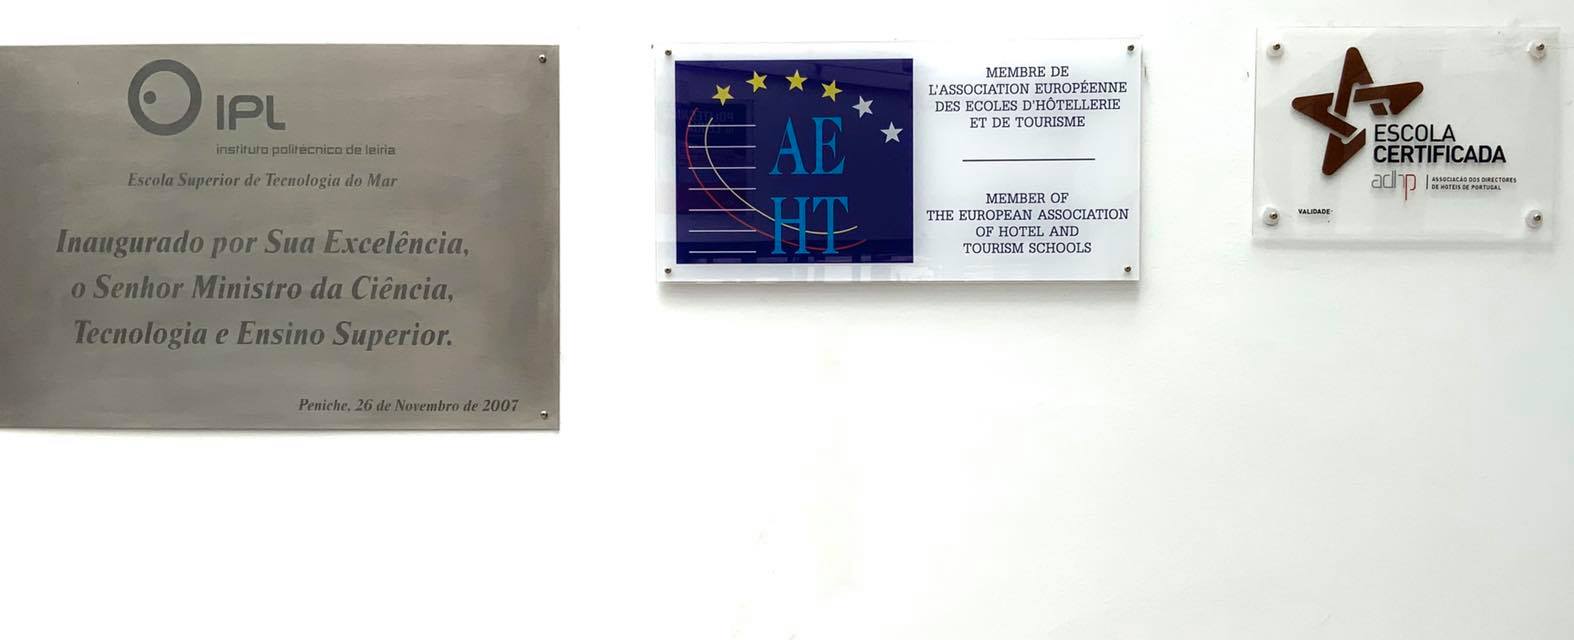 IPL
instituto politécnico de leiria
Escola Superior de Tecnologia do Mar
Inaugurado por Sua Excelência,
o Senhor Ministro da Ciência,
Tecnologia e Ensino Superior.
Peniche, 26 de Novembro de 2007
AE
HT
MEMBRE DE
L'ASSOCIATION EUROPÉENNE
DES ECOLES D'HÔTELLERIE
ET DE TOURISME
MEMBER OF
THE EUROPEAN ASSOCIATION
OF HOTEL AND
TOURISM SCHOOLS
ESCOLA
CERTIFICADA
adhp
ASSOCIAÇÃO DOS DIRECTORES
DE HOTÉIS DE PORTUGAL
VALIDADE: